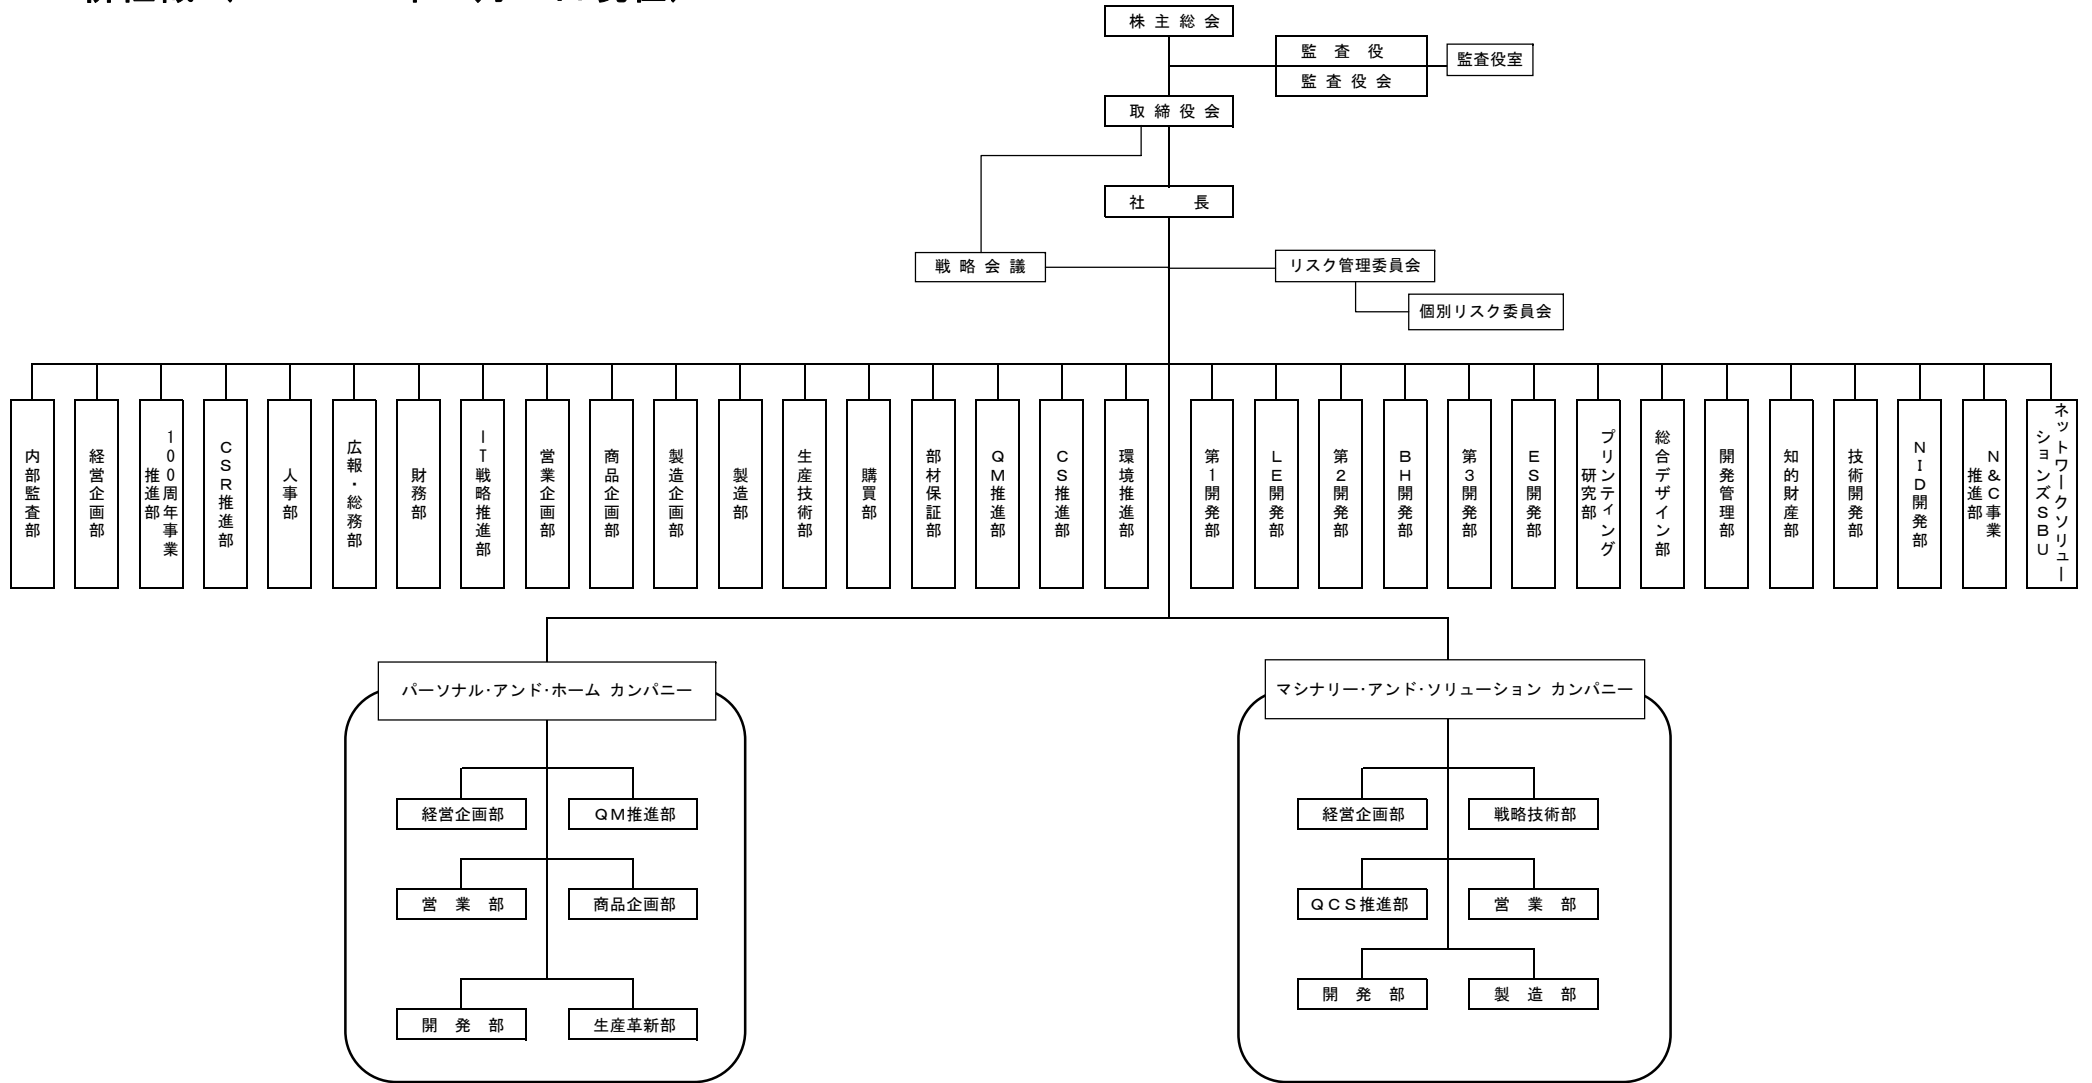 株主総会
監査役
監査役会
監査役室
取締役会
社長
戦略会議
リスク管理委員会
個別リスク委員会
内部監査部
経営企画部
100周年事業
推進部
CSR推進部
人事部
広報・総務部
財務部
IT戦略推進部
営業企画部
商品企画部
製造企画部
製造部
生産技術部
購買部
部材保証部
QM推進部
CS推進部
環境推進部
第1開発部
LE開発部
第2開発部
BH開発部
第3開発部
ES開発部
プリンティング
研究部
総合デザイン部
開発管理部
知的財産部
技術開発部
NID開発部
N&C事業
推進部
ネットワークソリュー
ションズSBU
パーソナル・アンド・ホーム カンパニー
マシナリー・アンド・ソリューション カンパニー
経営企画部
QM推進部
営業部
商品企画部
開発部
生産革新部
経営企画部
戦略技術部
QCS推進部
営業部
開発部
製造部